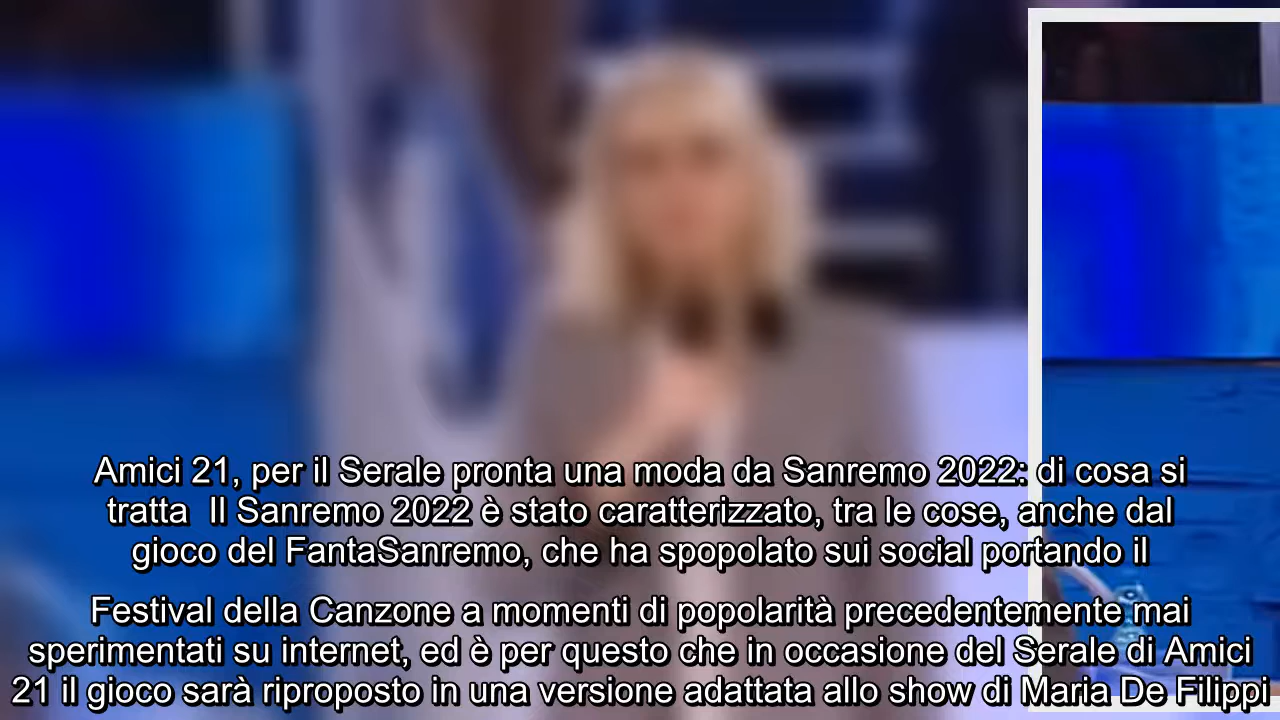 Amici 21, per il Serale pronta una moda da Sanremo 2022: di cosa si
tratta  Il Sanremo 2022 è stato caratterizzato, tra le cose, anche dal
gioco del FantaSanremo, che ha spopolato sui social portando il
Festival della Canzone a momenti di popolarità precedentemente mai
sperimentati su internet, ed è per questo che in occasione del Serale di Amici
21 il gioco sarà riproposto in una versione adattata allo show di Maria De Filippi